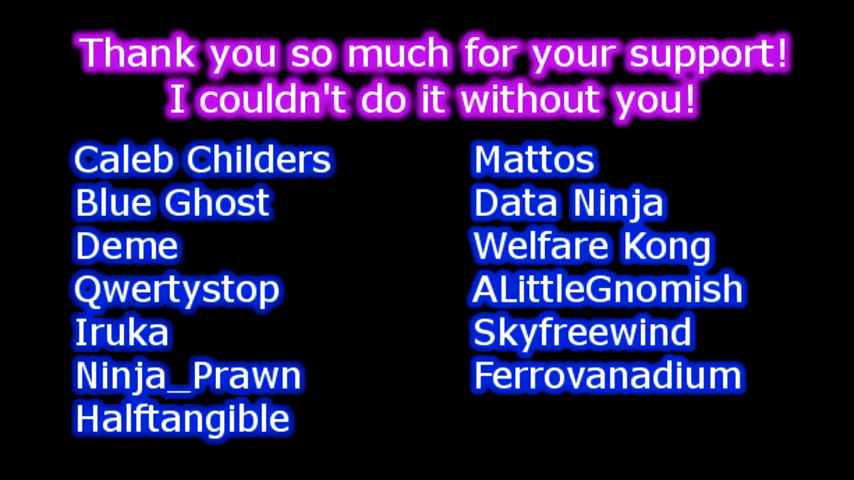 Thank you so much for your support!
I couldn't do it without you!
Caleb Childers
Blue Ghost
Deme
Qwertystop
Iruka
Ninja_Prawn
Halftangible
Mattos
Data Ninja
Welfare Kong
ALittleGnomish
Skyfreewind
Ferrovanadium